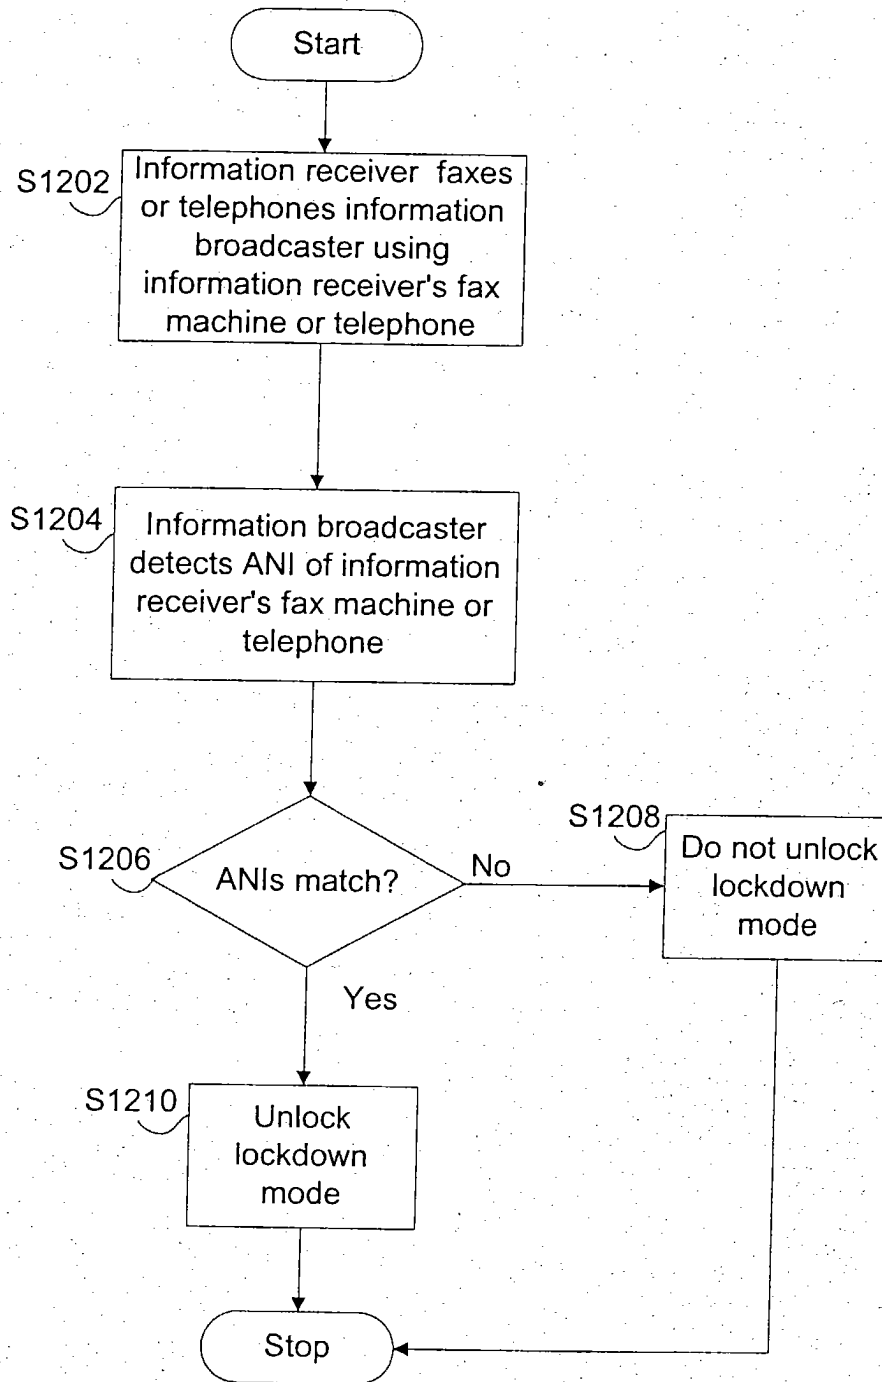 Start
S1202
Information receiver faxes
or telephones information
broadcaster using
information receiver's fax
machine or telephone
S1204
Information broadcaster
detects ANI of information
receiver's fax machine or
telephone
S1206
ANIs match?
No
S1208
Do not unlock
lockdown
mode
Yes
S1210
Unlock
lockdown
mode
Stop